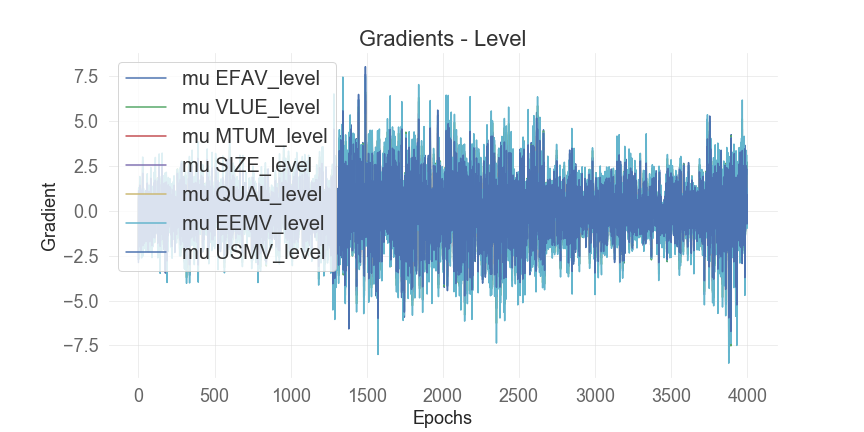 Gradients - Level
7.5
5.0
2.5
0.0
−2.5
−5.0
−7.5
Gradient
mu EFAV_level
mu VLUE_level
mu MTUM_level
mu SIZE_level
mu QUAL_level
mu EEMV_level
mu USMV_level
0 500 1000 1500 2000 2500 3000 3500 4000
Epochs